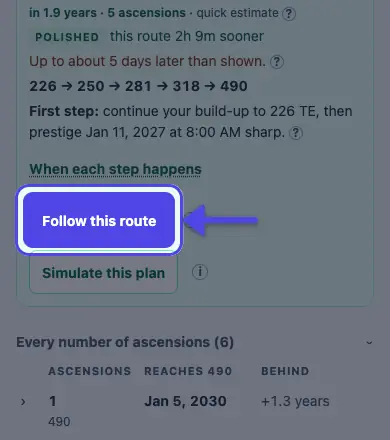 in 1.9 years · 5 ascensions · quick estimate ?
POLISHED this route 2h 9m sooner
Up to about 5 days later than shown. ?
226 → 250 → 281 → 318 → 490
First step: continue your build-up to 226 TE, then
prestige Jan 11, 2027 at 8:00 AM sharp. ?
When each step happens
Follow this route
Simulate this plan i
Every number of ascensions (6)
ASCENSIONS REACHES 490 BEHIND
1 Jan 5, 2030 +1.3 years
490